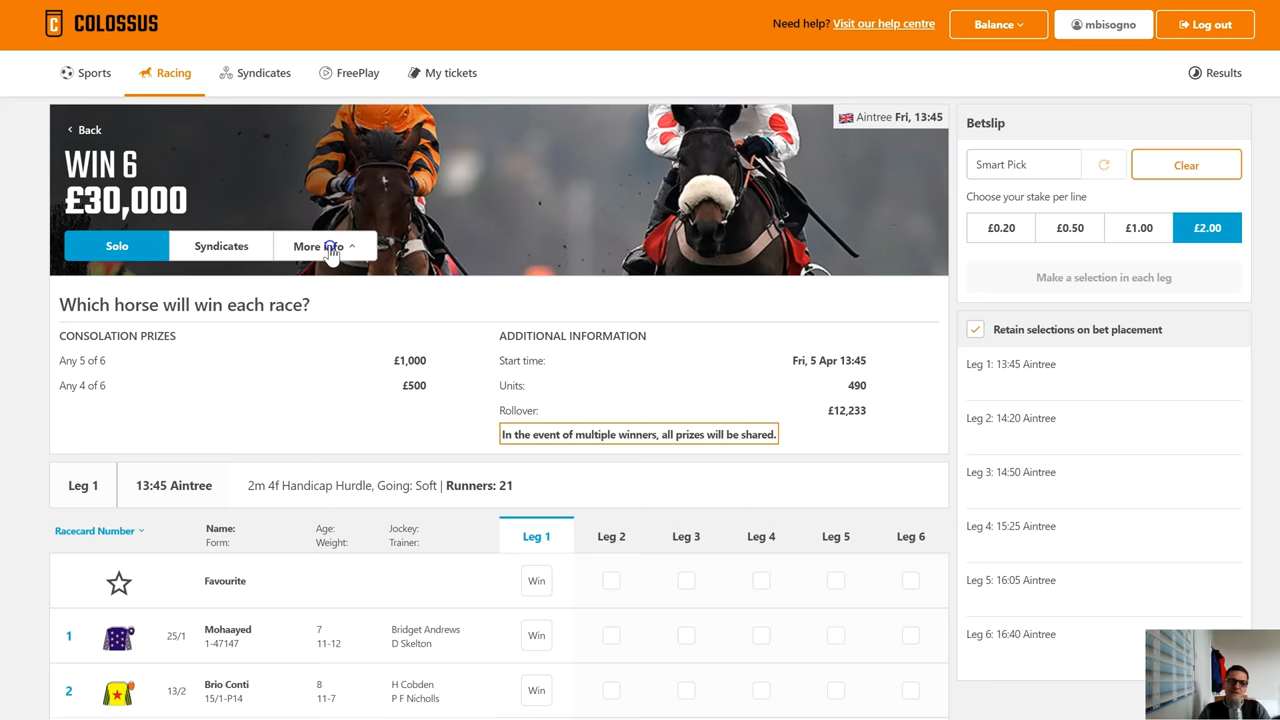 COLOSSUS
Need help? Visit our help centre
Balance
mbisogno
Log out
Sports
Racing
Syndicates
FreePlay
My tickets
Results
Back
Aintree Fri, 13:45
WIN 6
£30,000
Solo
Syndicates
More info
Which horse will win each race?
CONSOLATION PRIZES
Any 5 of 6 £1,000
Any 4 of 6 £500
ADDITIONAL INFORMATION
Start time: Fri, 5 Apr 13:45
Units: 490
Rollover: £12,233
In the event of multiple winners, all prizes will be shared.
Leg 1 13:45 Aintree 2m 4f Handicap Hurdle, Going: Soft | Runners: 21
Racecard Number Name: Age: Jockey: Leg 1 Leg 2 Leg 3 Leg 4 Leg 5 Leg 6
Form: Weight: Trainer:
Favourite Win
1 25/1 Mohaayed 7 Bridget Andrews Win
1-47147 11-12 D Skelton
2 13/2 Brio Conti 8 H Cobden Win
15/1-P14 11-7 P F Nicholls
Betslip
Smart Pick
Clear
Choose your stake per line
£0.20 £0.50 £1.00 £2.00
Make a selection in each leg
Retain selections on bet placement
Leg 1: 13:45 Aintree
Leg 2: 14:20 Aintree
Leg 3: 14:50 Aintree
Leg 4: 15:25 Aintree
Leg 5: 16:05 Aintree
Leg 6: 16:40 Aintree